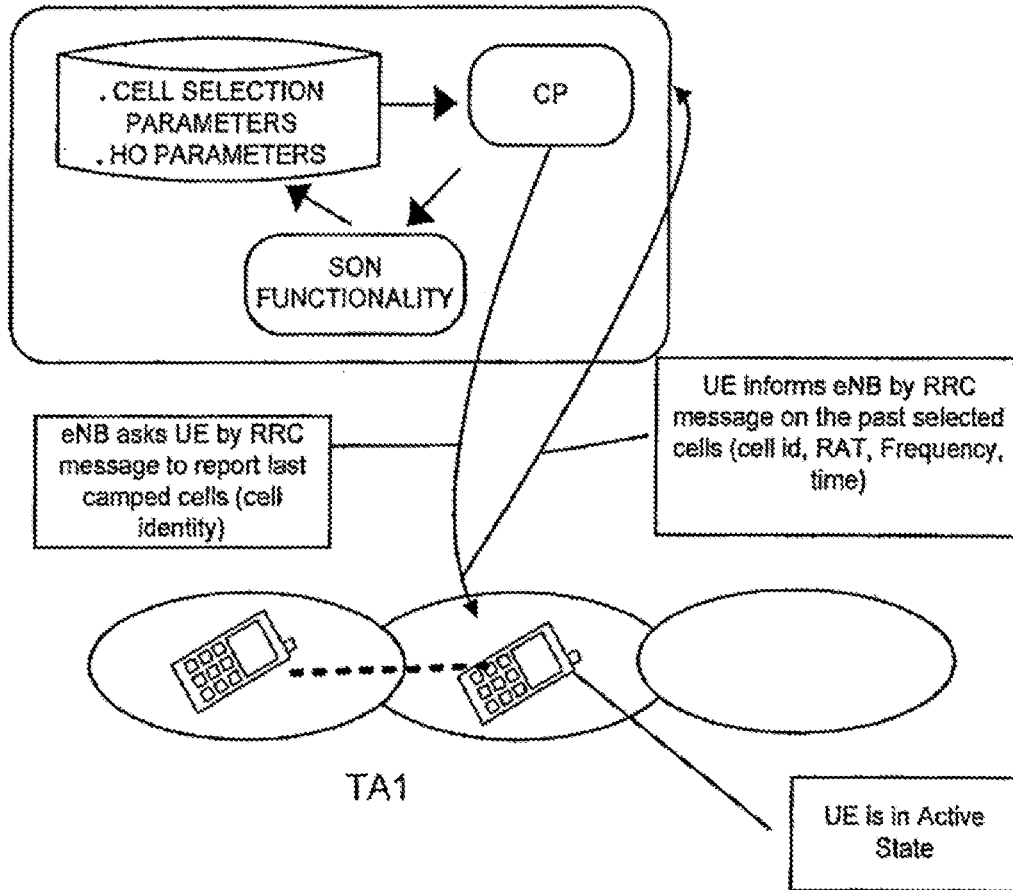 . CELL SELECTION
PARAMETERS
. HO PARAMETERS
CP
SON
FUNCTIONALITY
eNB asks UE by RRC
message to report last
camped cells (cell
identity)
UE informs eNB by RRC
message on the past selected
cells (cell id, RAT, Frequency,
time)
TA1
UE is in Active
State